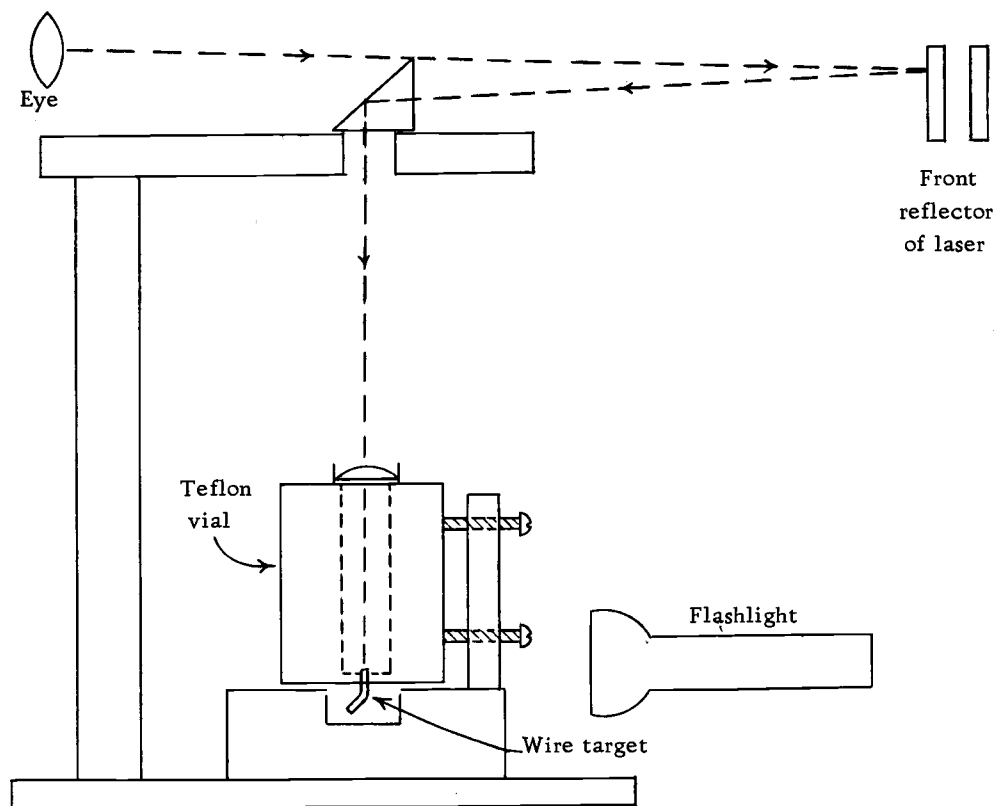 Eye
Front
reflector
of laser
Teflon
vial
Flashlight
Wire target